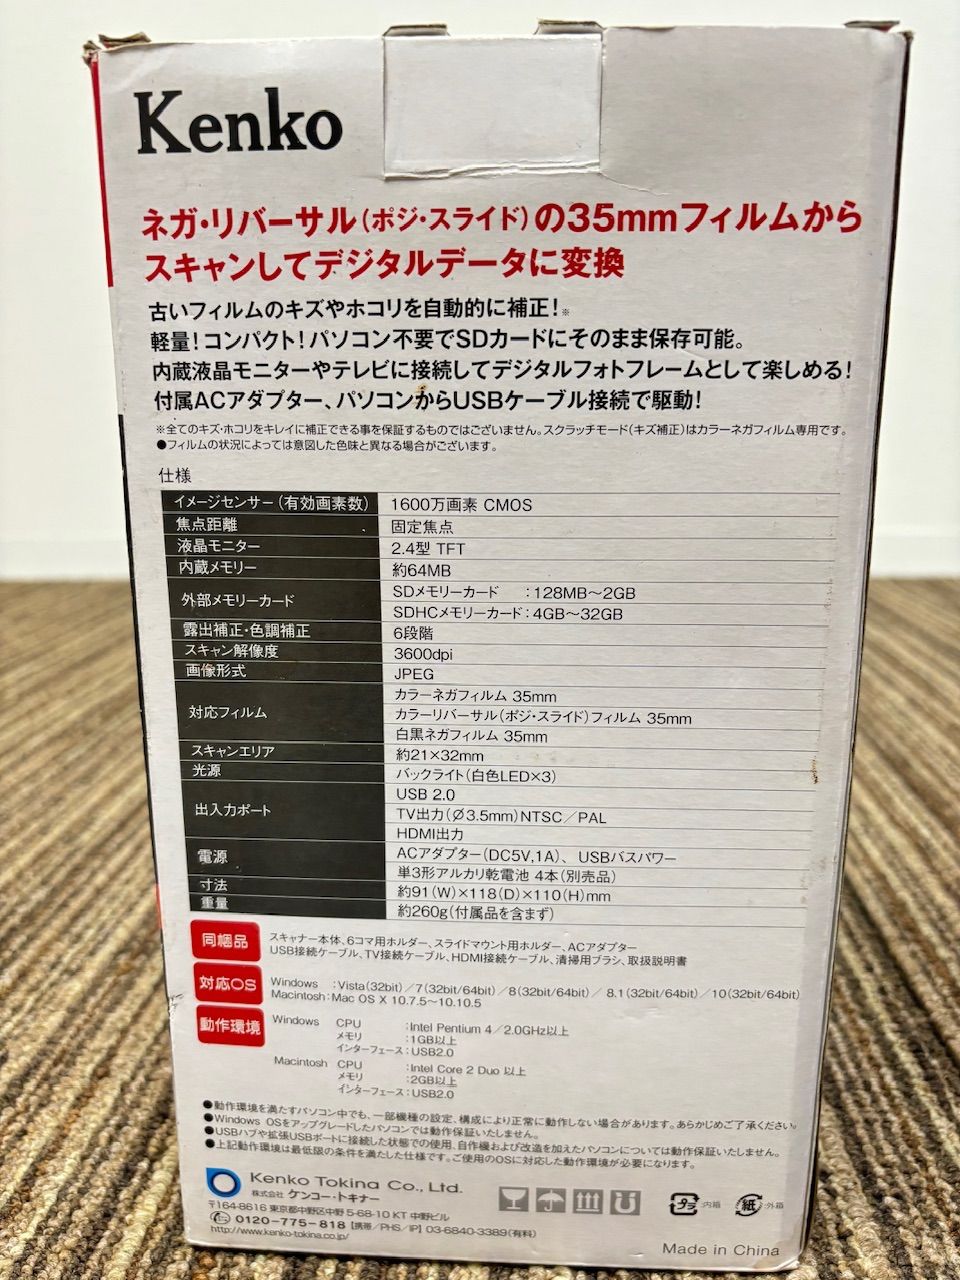 Kenko
ネガ・リバーサル(ポジ・スライド)の35mmフィルムから
スキャンしてデジタルデータに変換
古いフィルムのキズやホコリを自動的に補正!※
軽量!コンパクト!パソコン不要でSDカードにそのまま保存可能。
内蔵液晶モニターやテレビに接続してデジタルフォトフレームとして楽しめる!
付属ACアダプター、パソコンからUSBケーブル接続で駆動!
※全てのキズ・ホコリをキレイに補正できる事を保証するものではございません。スクラッチモード(キズ補正)はカラーネガフィルム専用です。
●フィルムの状況によっては意図した色味と異なる場合がございます。
仕様
イメージセンサー(有効画素数) 1600万画素 CMOS
焦点距離 固定焦点
液晶モニター 2.4型 TFT
内蔵メモリー 約64MB
外部メモリーカード SDメモリーカード :128MB〜2GB
SDHCメモリーカード:4GB〜32GB
露出補正・色調補正 6段階
スキャン解像度 3600dpi
画像形式 JPEG
対応フィルム カラーネガフィルム 35mm
カラーリバーサル(ポジ・スライド)フィルム 35mm
白黒ネガフィルム 35mm
スキャンエリア 約21×32mm
光源 バックライト(白色LED×3)
出入力ポート USB 2.0
TV出力(Ø3.5mm)NTSC/PAL
HDMI出力
電源 ACアダプター(DC5V,1A)、USBバスパワー
単3形アルカリ乾電池 4本(別売品)
寸法 約91(W)×118(D)×110(H)mm
重量 約260g(付属品を含まず)
同梱品 スキャナー本体、6コマ用ホルダー、スライドマウント用ホルダー、ACアダプター
USB接続ケーブル、TV接続ケーブル、HDMI接続ケーブル、清掃用ブラシ、取扱説明書
対応OS Windows :Vista(32bit)/7(32bit/64bit)/8(32bit/64bit)/8.1(32bit/64bit)/10(32bit/64bit)
Macintosh:Mac OS X 10.7.5〜10.10.5
動作環境 Windows CPU :Intel Pentium 4/2.0GHz以上
メモリ :1GB以上
インターフェース:USB2.0
Macintosh CPU :Intel Core 2 Duo 以上
メモリ :2GB以上
インターフェース:USB2.0
●動作環境を満たすパソコン中でも、一部機種の設定、構成により正常に動作しない場合があります。あらかじめご了承ください。
●Windows OSをアップグレードしたパソコンでは動作保証いたしません。
●USBハブや拡張USBボードに接続した状態での使用、自作機および改造を加えたパソコンについては動作保証いたしません。
●上記動作環境は最低限の条件を満たした仕様です。ご使用のOSに対応した動作環境が必要になります。
Kenko Tokina Co., Ltd.
株式会社 ケンコー・トキナー
〒164-8616 東京都中野区中野 5-68-10 KT 中野ビル
0120-775-818 [携帯/PHS/IP] 03-6840-3389(有料)
http://www.kenko-tokina.co.jp/
プラ :内箱 紙 :外箱
Made in China